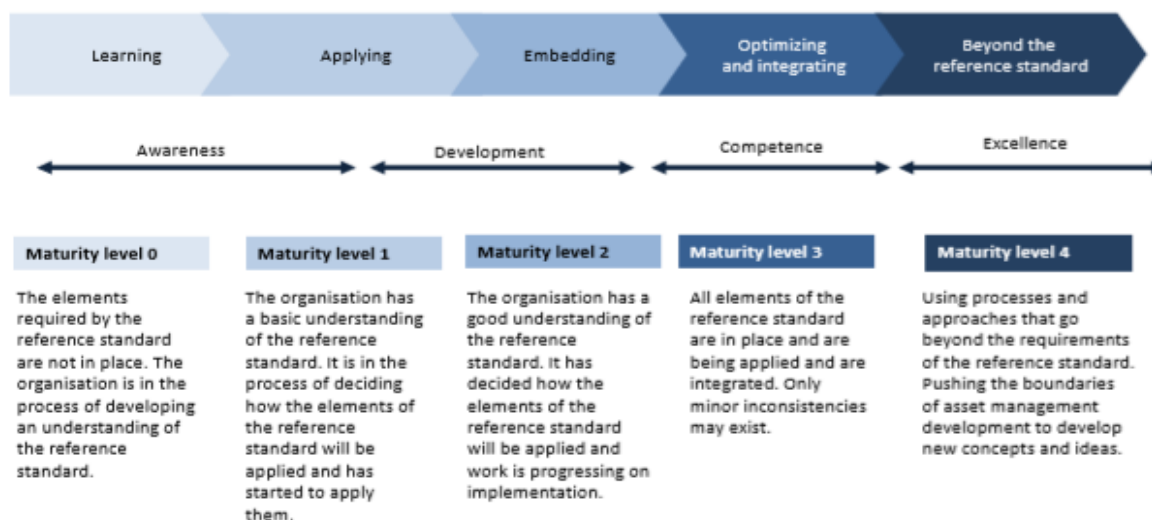 Learning
Applying
Embedding
Optimizing
and integrating
Beyond the
reference standard
Awareness
Development
Competence
Excellence
Maturity level 0
The elements
required by the
reference standard
are not in place. The
organisation is in the
process of developing
an understanding of
the reference
standard.
Maturity level 1
The organisation has
a basic understanding
of the reference
standard. It is in the
process of deciding
how the elements of
the reference
standard will be
applied and has
started to apply
them.
Maturity level 2
The organisation has a
good understanding of
the reference
standard. It has
decided how the
elements of the
reference standard
will be applied and
work is progressing on
implementation.
Maturity level 3
All elements of the
reference standard
are in place and are
being applied and are
integrated. Only
minor inconsistencies
may exist.
Maturity level 4
Using processes and
approaches that go
beyond the requirements
of the reference standard.
Pushing the boundaries
of asset management
development to develop
new concepts and ideas.